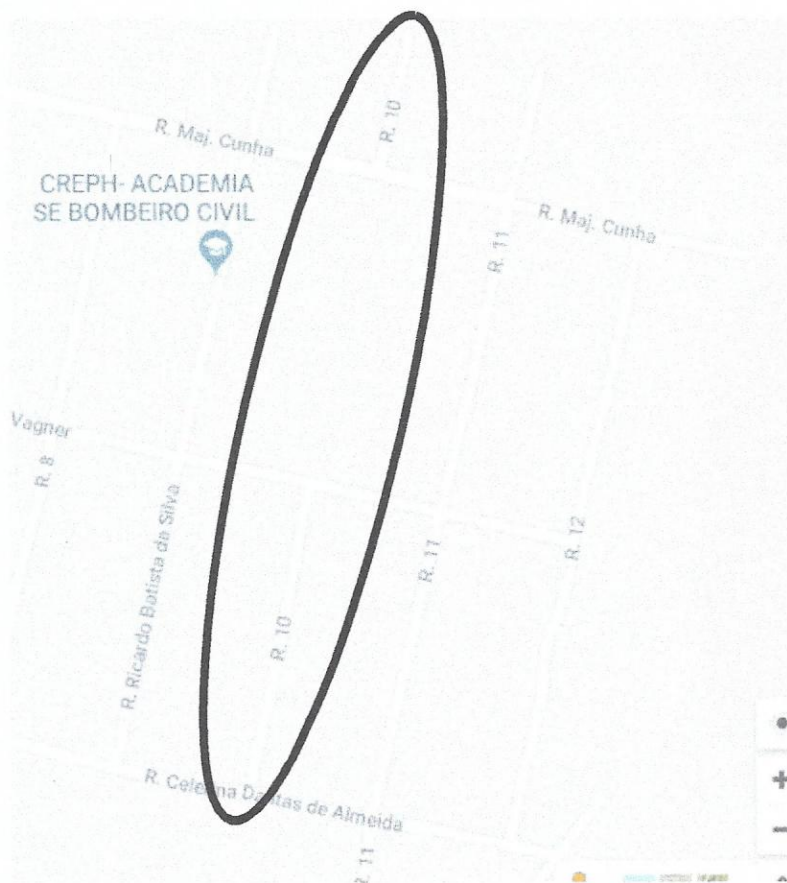 R. 10
R. Maj. Cunha
CREPH- ACADEMIA
SE BOMBEIRO CIVIL
R. Maj. Cunha
R. 11
Vagner
R. 8
R. Ricardo Batista da Silva
R. 12
R. 11
R. 10
R. Celerina Dantas de Almeida
R. 11